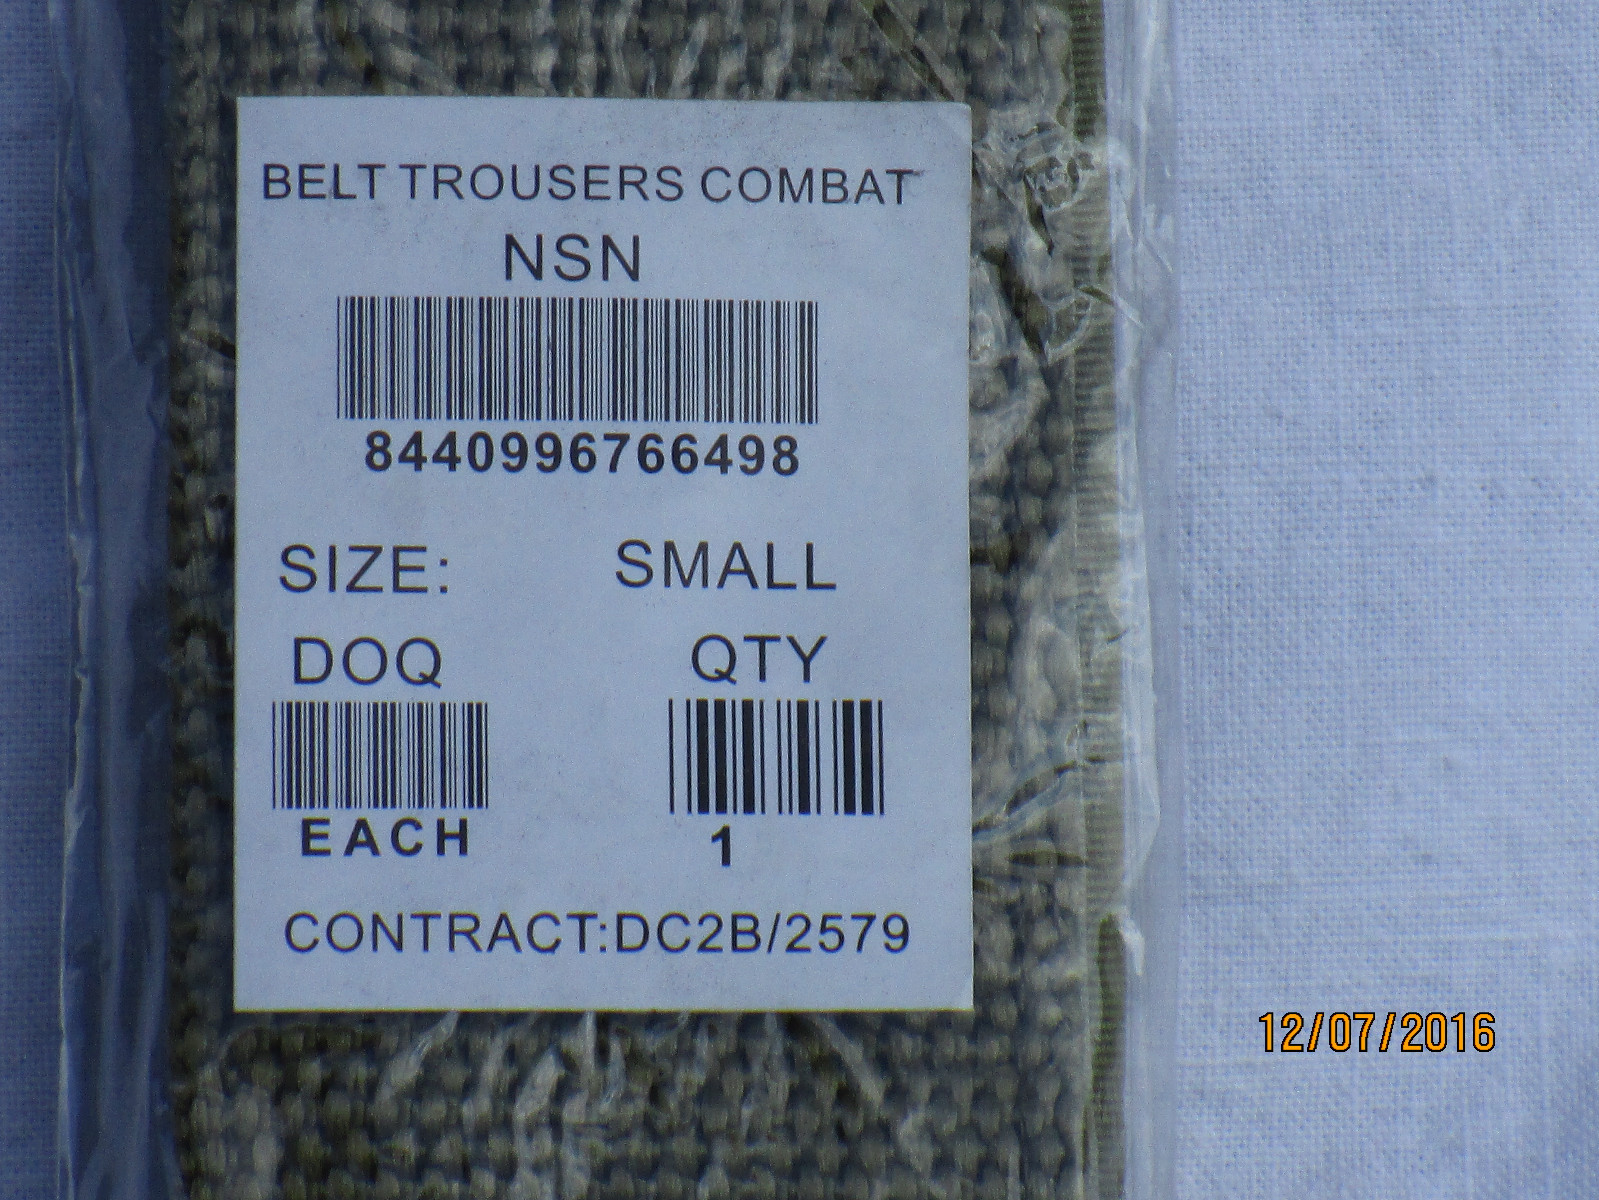 BELT TROUSERS COMBAT
NSN
8440996766498
SIZE: SMALL
DOQ QTY
EACH 1
CONTRACT:DC2B/2579
12/07/2016